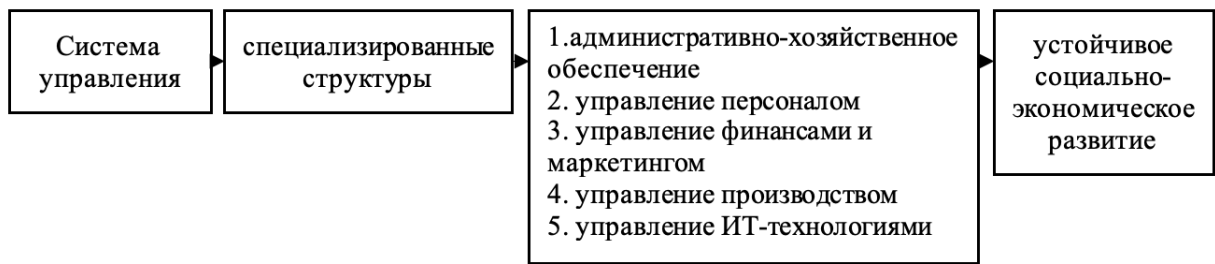 Система
управления
специализированные
структуры
1.административно-хозяйственное
обеспечение
2. управление персоналом
3. управление финансами и
маркетингом
4. управление производством
5. управление ИТ-технологиями
устойчивое
социально-
экономическое
развитие